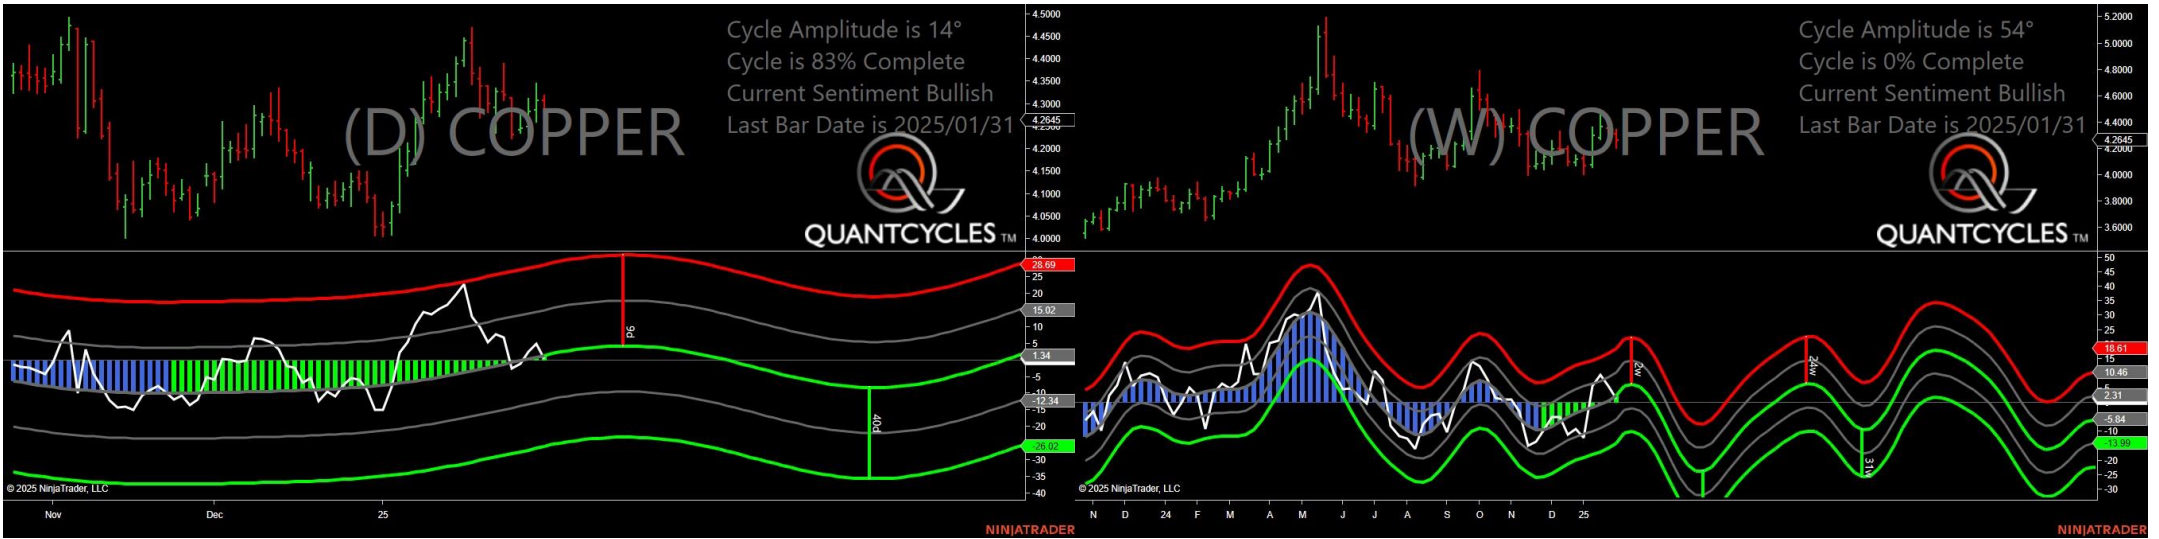 Cycle Amplitude is 14°
Cycle is 83% Complete
Current Sentiment Bullish
Last Bar Date is 2025/01/31
(D) COPPER
QUANTCYCLES TM
4.5000
4.4500
4.4000
4.3500
4.3000
4.2645
4.2500
4.2000
4.1500
4.1000
4.0500
4.0000
28.69
25
20
15.02
10
5
1.34
-5
-10
-12.34
-15
-20
-26.02
-30
-35
-40
9d
40d
© 2025 NinjaTrader, LLC
Nov
Dec
25
NINJATRADER
Cycle Amplitude is 54°
Cycle is 0% Complete
Current Sentiment Bullish
Last Bar Date is 2025/01/31
(W) COPPER
QUANTCYCLES TM
5.2000
5.0000
4.8000
4.6000
4.4000
4.2645
4.2000
4.0000
3.8000
3.6000
50
45
40
35
30
25
18.61
15
10.46
5
2.31
-5.84
-10
-13.99
-20
-25
-30
2w
24w
31w
© 2025 NinjaTrader, LLC
N
D
24
F
M
A
M
J
J
A
S
O
N
D
25
NINJATRADER